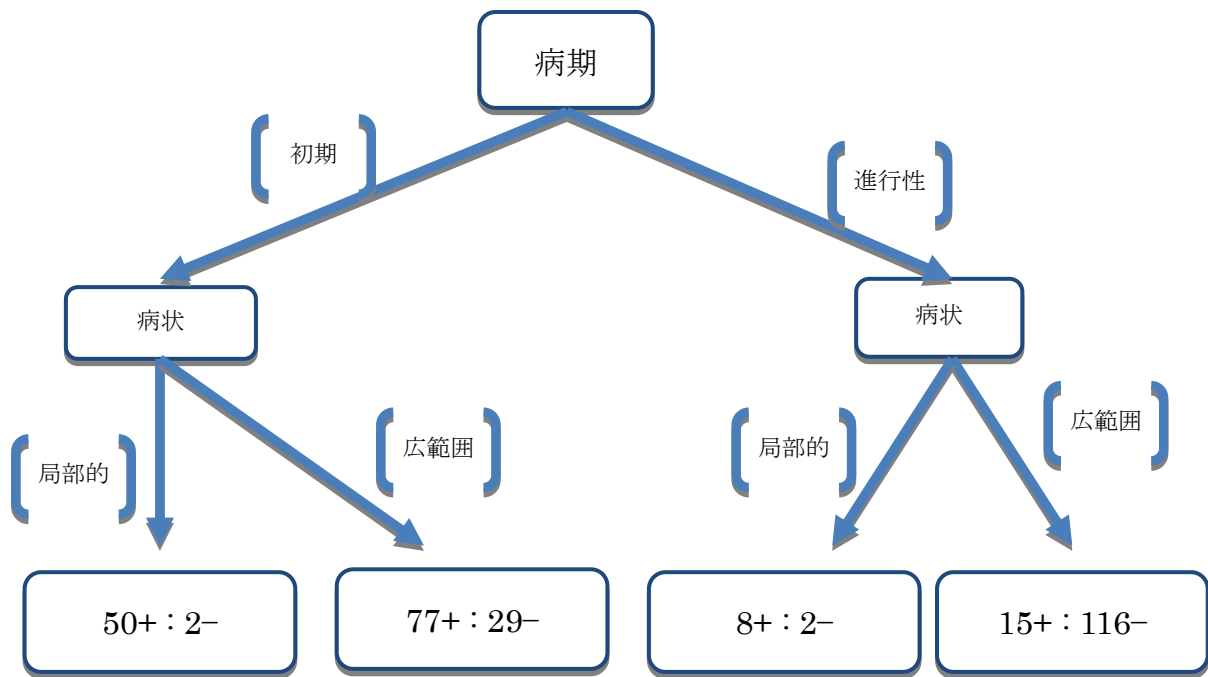 病期
初期
進行性
病状
病状
局部的
広範囲
局部的
広範囲
50+：2−
77+：29−
8+：2−
15+：116−